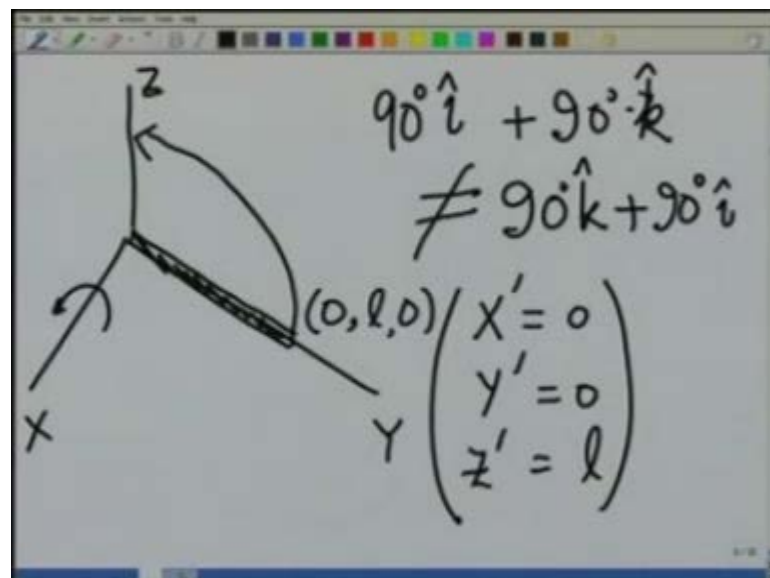 Z
90° î + 90° k̂
≠ 90° k̂ + 90° î
(0, l, 0)
X' = 0
Y' = 0
Z' = l
X
Y